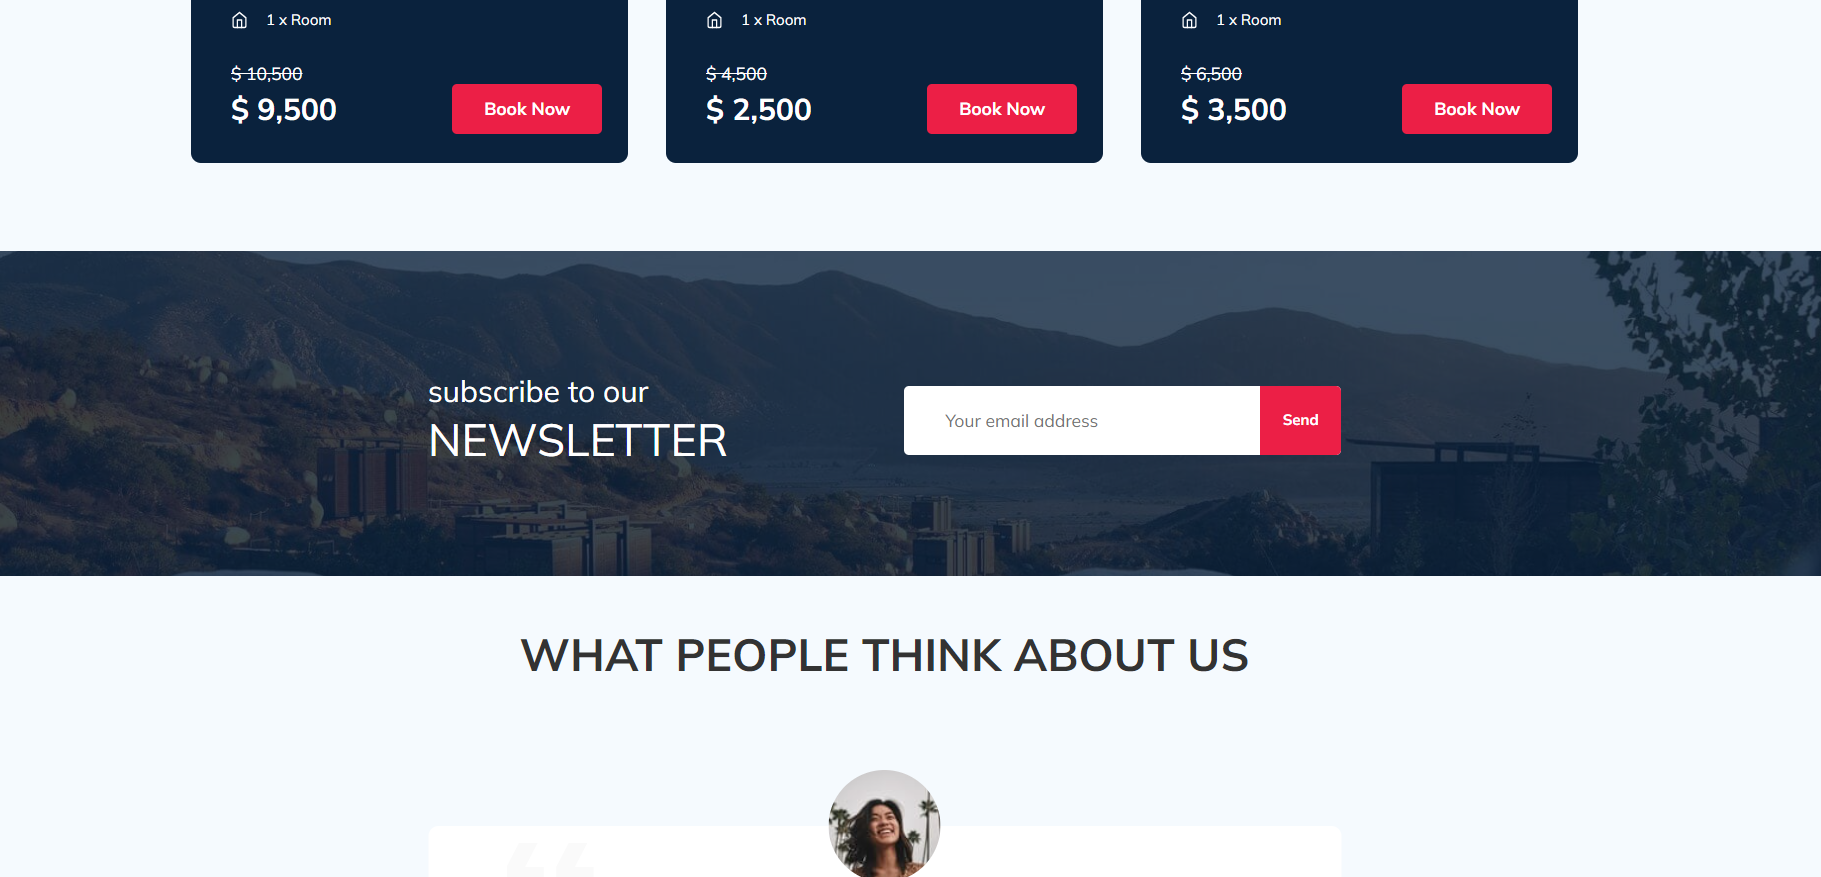 1 x Room
1 x Room
1 x Room
$ 10,500
$ 9,500
Book Now
$ 4,500
$ 2,500
Book Now
$ 6,500
$ 3,500
Book Now
subscribe to our
NEWSLETTER
Your email address
Send
WHAT PEOPLE THINK ABOUT US
“